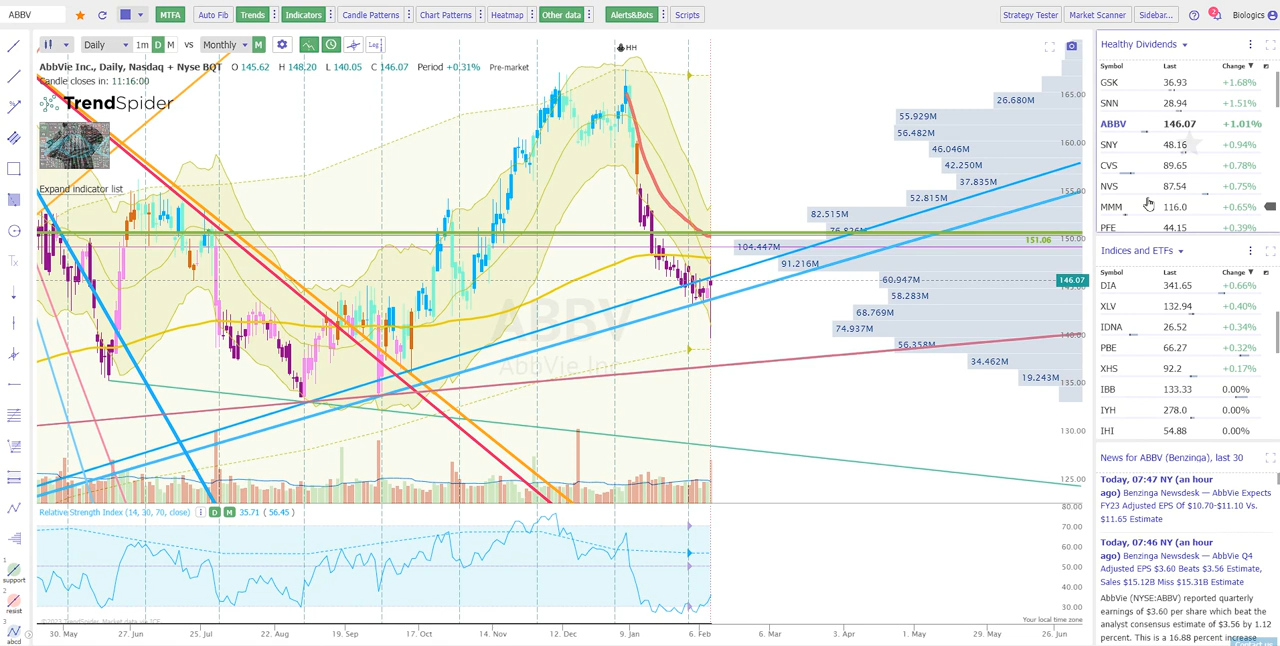 ABBV
MTFA
Auto Fib
Trends
Indicators
Candle Patterns
Chart Patterns
Heatmap
Other data
Alerts&Bots
Scripts
Strategy Tester
Market Scanner
Sidebar...
2
Biologics
Daily
1m D M
vs
Monthly
M
Log
AbbVie Inc., Daily, Nasdaq + Nyse BQT O 145.62 H 148.20 L 140.05 C 146.07 Period +0.31% Pre-market
Candle closes in: 11:16:00
TrendSpider
Expand indicator list
HH
ABBV
AbbVie Inc.
26.680M
55.929M
56.482M
46.046M
42.250M
37.835M
52.815M
82.515M
104.447M
91.216M
60.947M
58.283M
68.769M
74.937M
56.358M
34.462M
19.243M
165.00
160.00
155.00
150.00
151.06
146.07
140.00
135.00
130.00
125.00
Relative Strength Index (14, 30, 70, close) D M 35.71 ( 56.45 )
80.00
70.00
60.00
50.00
40.00
30.00
Your local time zone
30. May 27. Jun 25. Jul 22. Aug 19. Sep 17. Oct 14. Nov 12. Dec 9. Jan 6. Feb 6. Mar 3. Apr 1. May 29. May 26. Jun
1
support
2
resist
3
abcd
Healthy Dividends
Symbol Last Change
GSK 36.93 +1.68%
SNN 28.94 +1.51%
ABBV 146.07 +1.01%
SNY 48.16 +0.94%
CVS 89.65 +0.78%
NVS 87.54 +0.75%
MMM 116.0 +0.65%
PFE 44.15 +0.39%
Indices and ETFs
Symbol Last Change
DIA 341.65 +0.66%
XLV 132.94 +0.40%
IDNA 26.52 +0.34%
PBE 66.27 +0.32%
XHS 92.2 +0.17%
IBB 133.33 0.00%
IYH 278.0 0.00%
IHI 54.88 0.00%
News for ABBV (Benzinga), last 30
Today, 07:47 NY (an hour
ago) Benzinga Newsdesk — AbbVie Expects
FY23 Adjusted EPS Of $10.70-$11.10 Vs.
$11.65 Estimate
Today, 07:46 NY (an hour
ago) Benzinga Newsdesk — AbbVie Q4
Adjusted EPS $3.60 Beats $3.56 Estimate,
Sales $15.12B Miss $15.31B Estimate
AbbVie (NYSE:ABBV) reported quarterly
earnings of $3.60 per share which beat the
analyst consensus estimate of $3.56 by 1.12
percent. This is a 16.88 percent increase